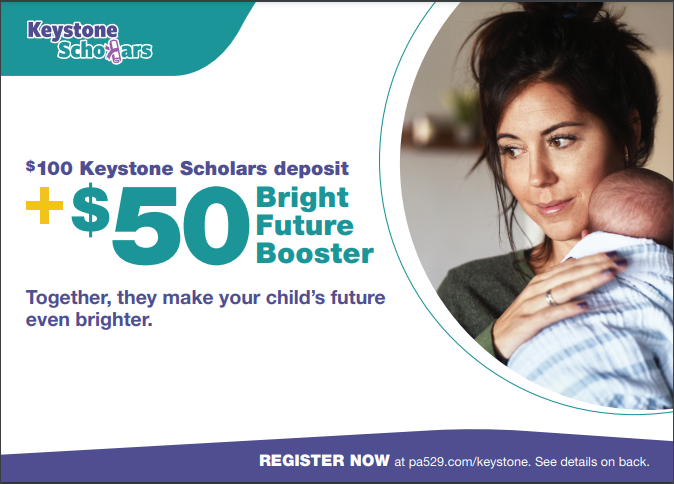 Keystone
Scholars
$100 Keystone Scholars deposit
+$50 Bright
Future
Booster
Together, they make your child's future
even brighter.
REGISTER NOW at pa529.com/keystone. See details on back.